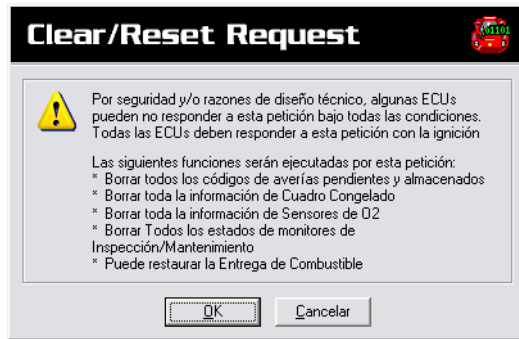 Clear/Reset Request
Por seguridad y/o razones de diseño técnico, algunas ECUs
pueden no responder a esta petición bajo todas las condiciones.
Todas las ECUs deben responder a esta petición con la ignición
Las siguientes funciones serán ejecutadas por esta petición:
* Borrar todos los códigos de averías pendientes y almacenados
* Borrar toda la información de Cuadro Congelado
* Borrar toda la información de Sensores de O2
* Borrar Todos los estados de monitores de
Inspección/Mantenimiento
* Puede restaurar la Entrega de Combustible
OK
Cancelar